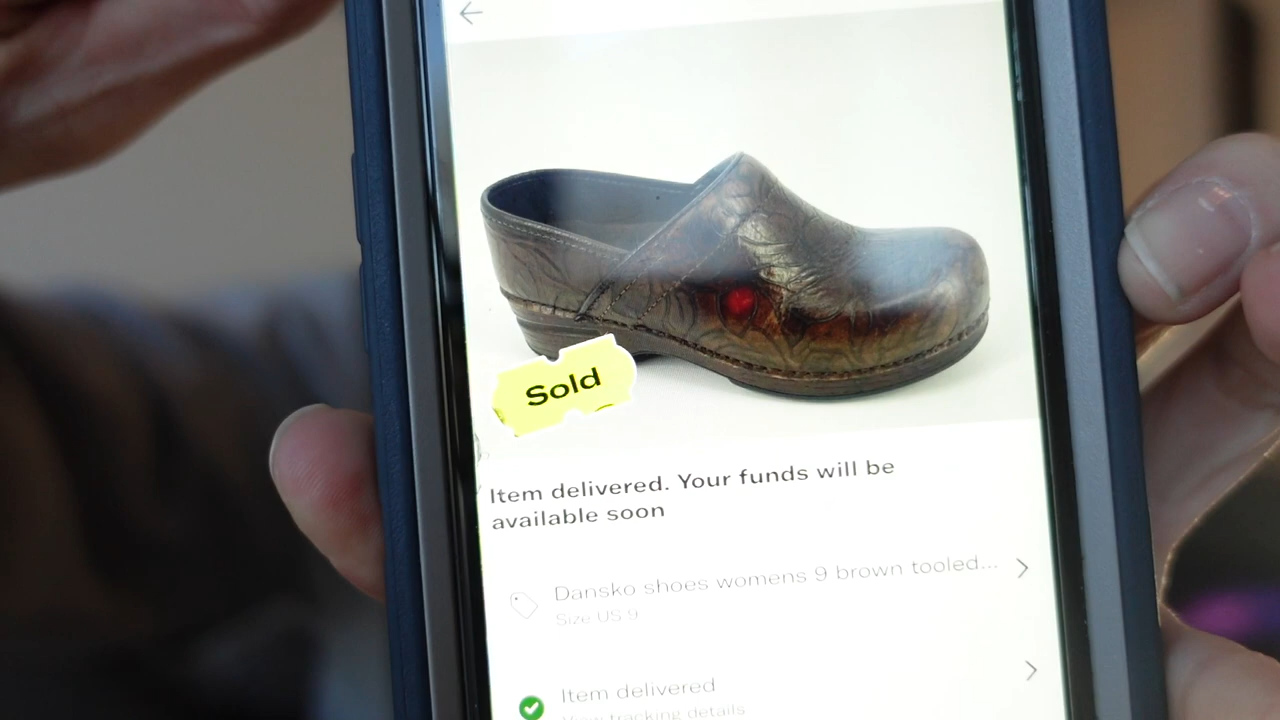 Sold
Item delivered. Your funds will be
available soon
Dansko shoes womens 9 brown tooled...
Size US 9
Item delivered
View tracking details